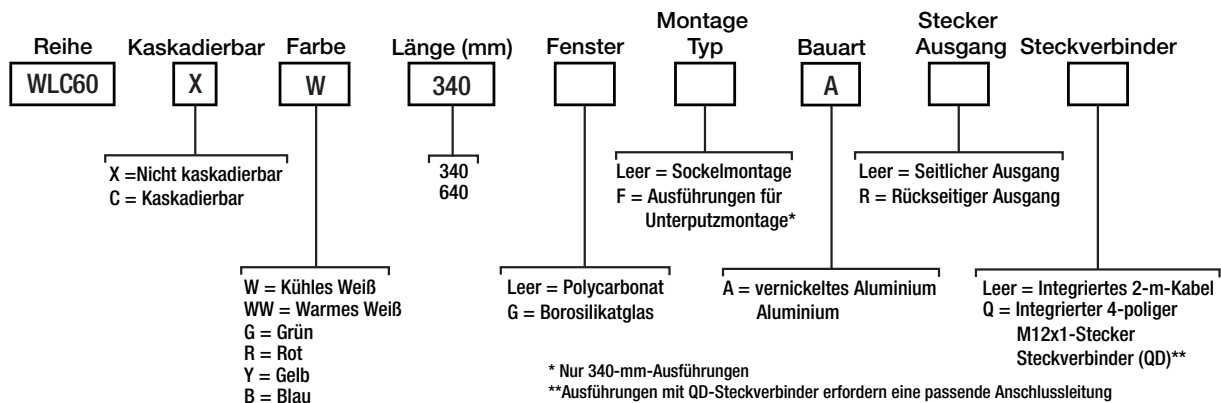 Reihe Kaskadierbar Farbe Länge (mm) Fenster Montage Typ Bauart Stecker Ausgang Steckverbinder
WLC60 X W 340 A
X =Nicht kaskadierbar
C = Kaskadierbar
340
640
Leer = Sockelmontage
F = Ausführungen für
Unterputzmontage*
Leer = Seitlicher Ausgang
R = Rückseitiger Ausgang
W = Kühles Weiß
WW = Warmes Weiß
G = Grün
R = Rot
Y = Gelb
B = Blau
Leer = Polycarbonat
G = Borosilikatglas
A = vernickeltes Aluminium
Aluminium
Leer = Integriertes 2-m-Kabel
Q = Integrierter 4-poliger
M12x1-Stecker
Steckverbinder (QD)**
* Nur 340-mm-Ausführungen
**Ausführungen mit QD-Steckverbinder erfordern eine passende Anschlussleitung